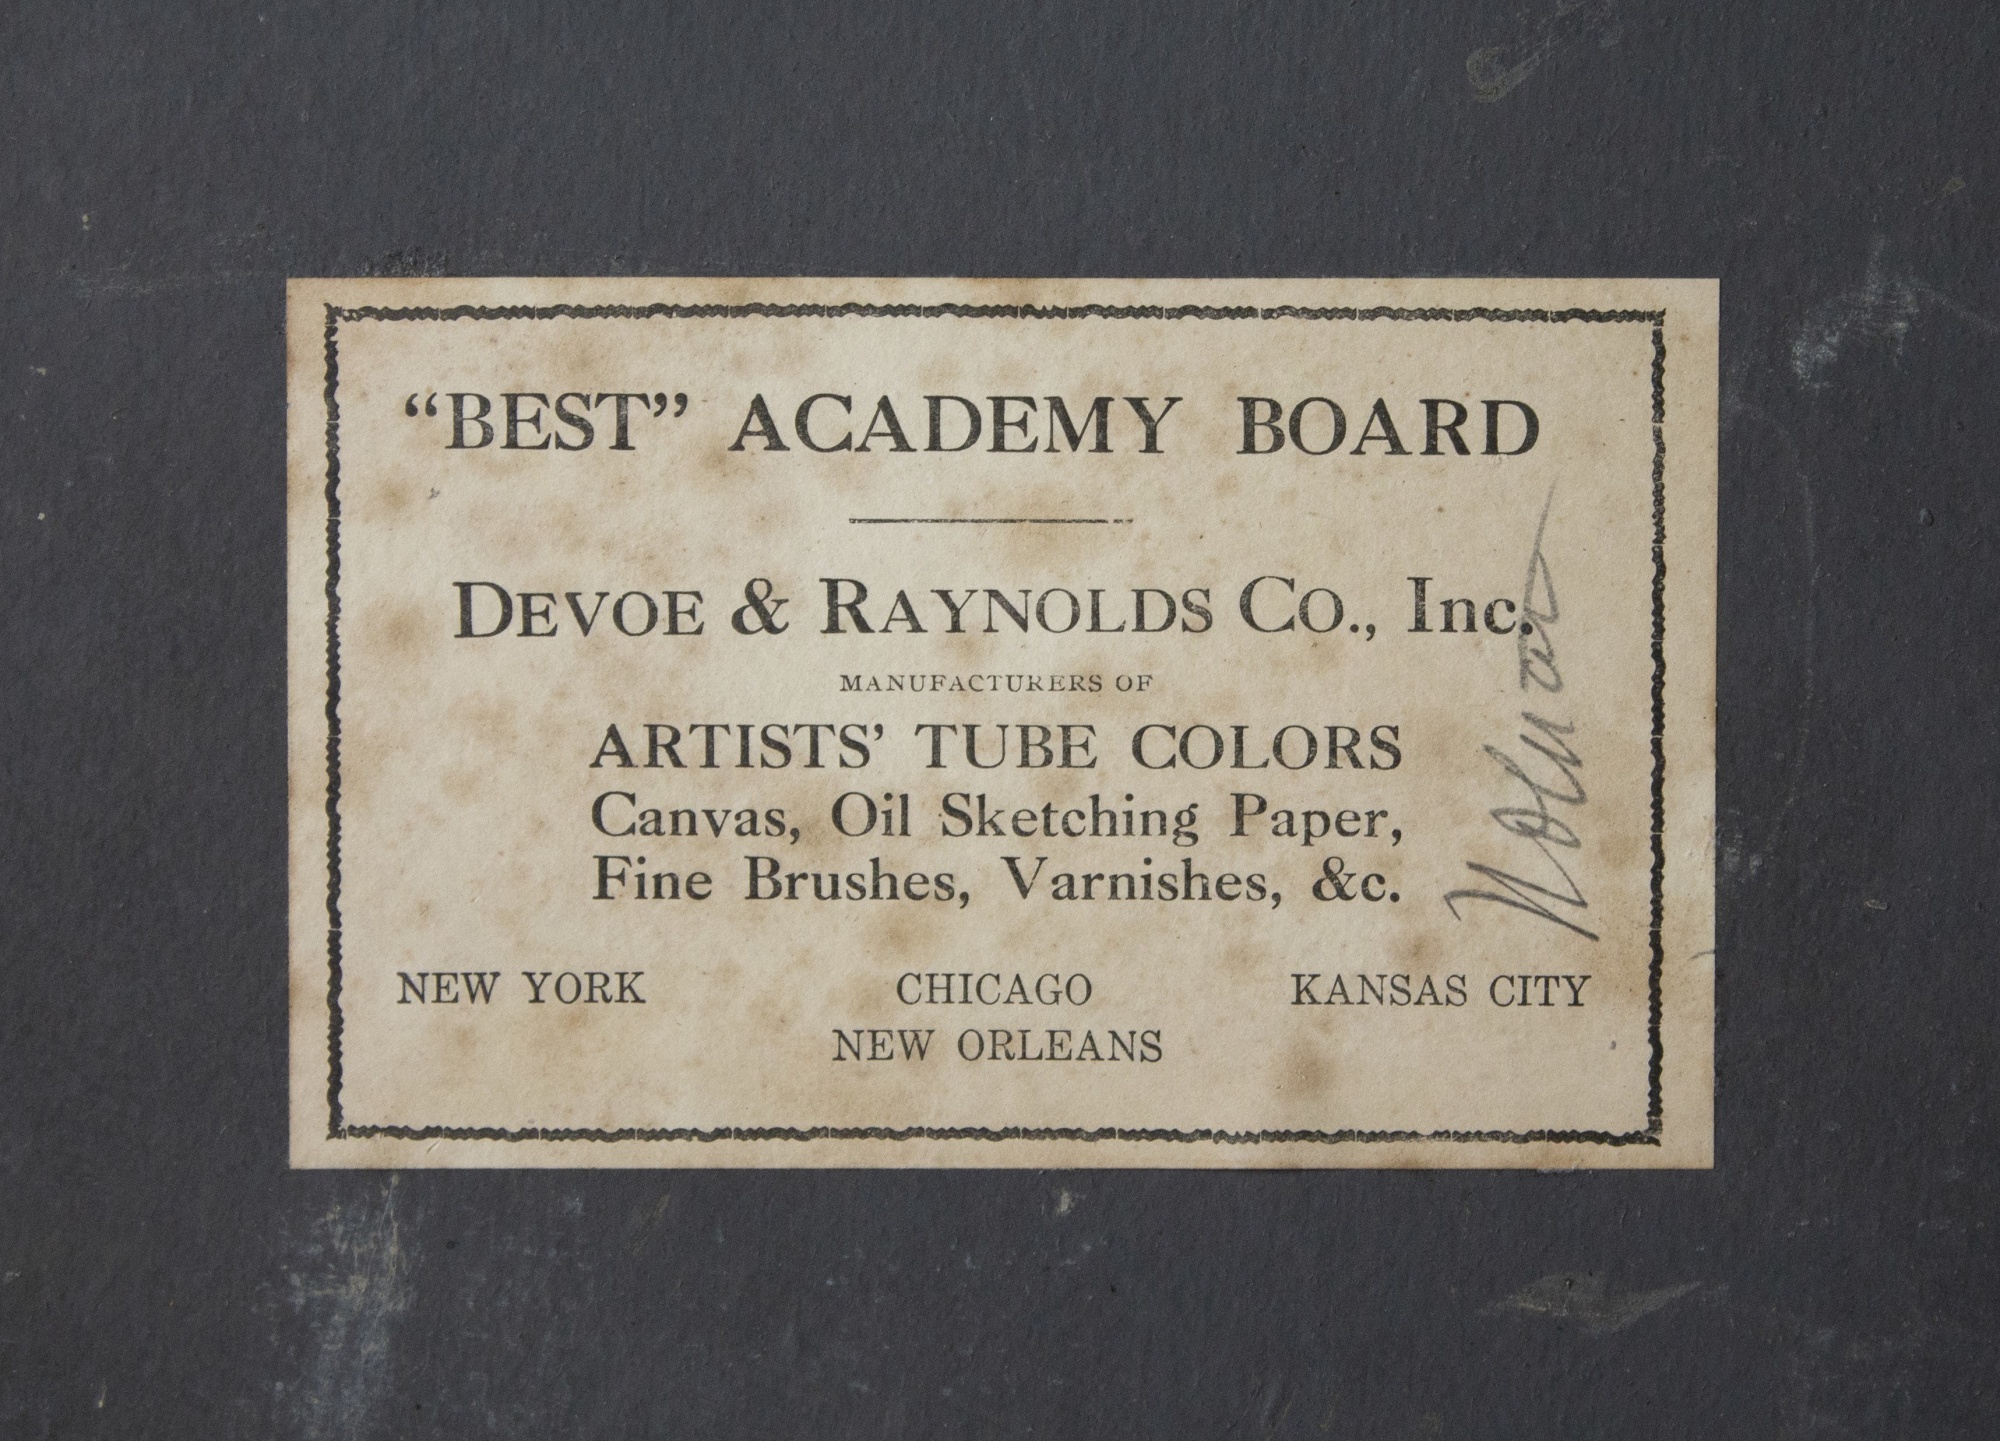 “BEST” ACADEMY BOARD
DEVOE & RAYNOLDS CO., Inc.
MANUFACTURERS OF
ARTISTS’ TUBE COLORS
Canvas, Oil Sketching Paper,
Fine Brushes, Varnishes, &c.
NEW YORK CHICAGO KANSAS CITY
NEW ORLEANS